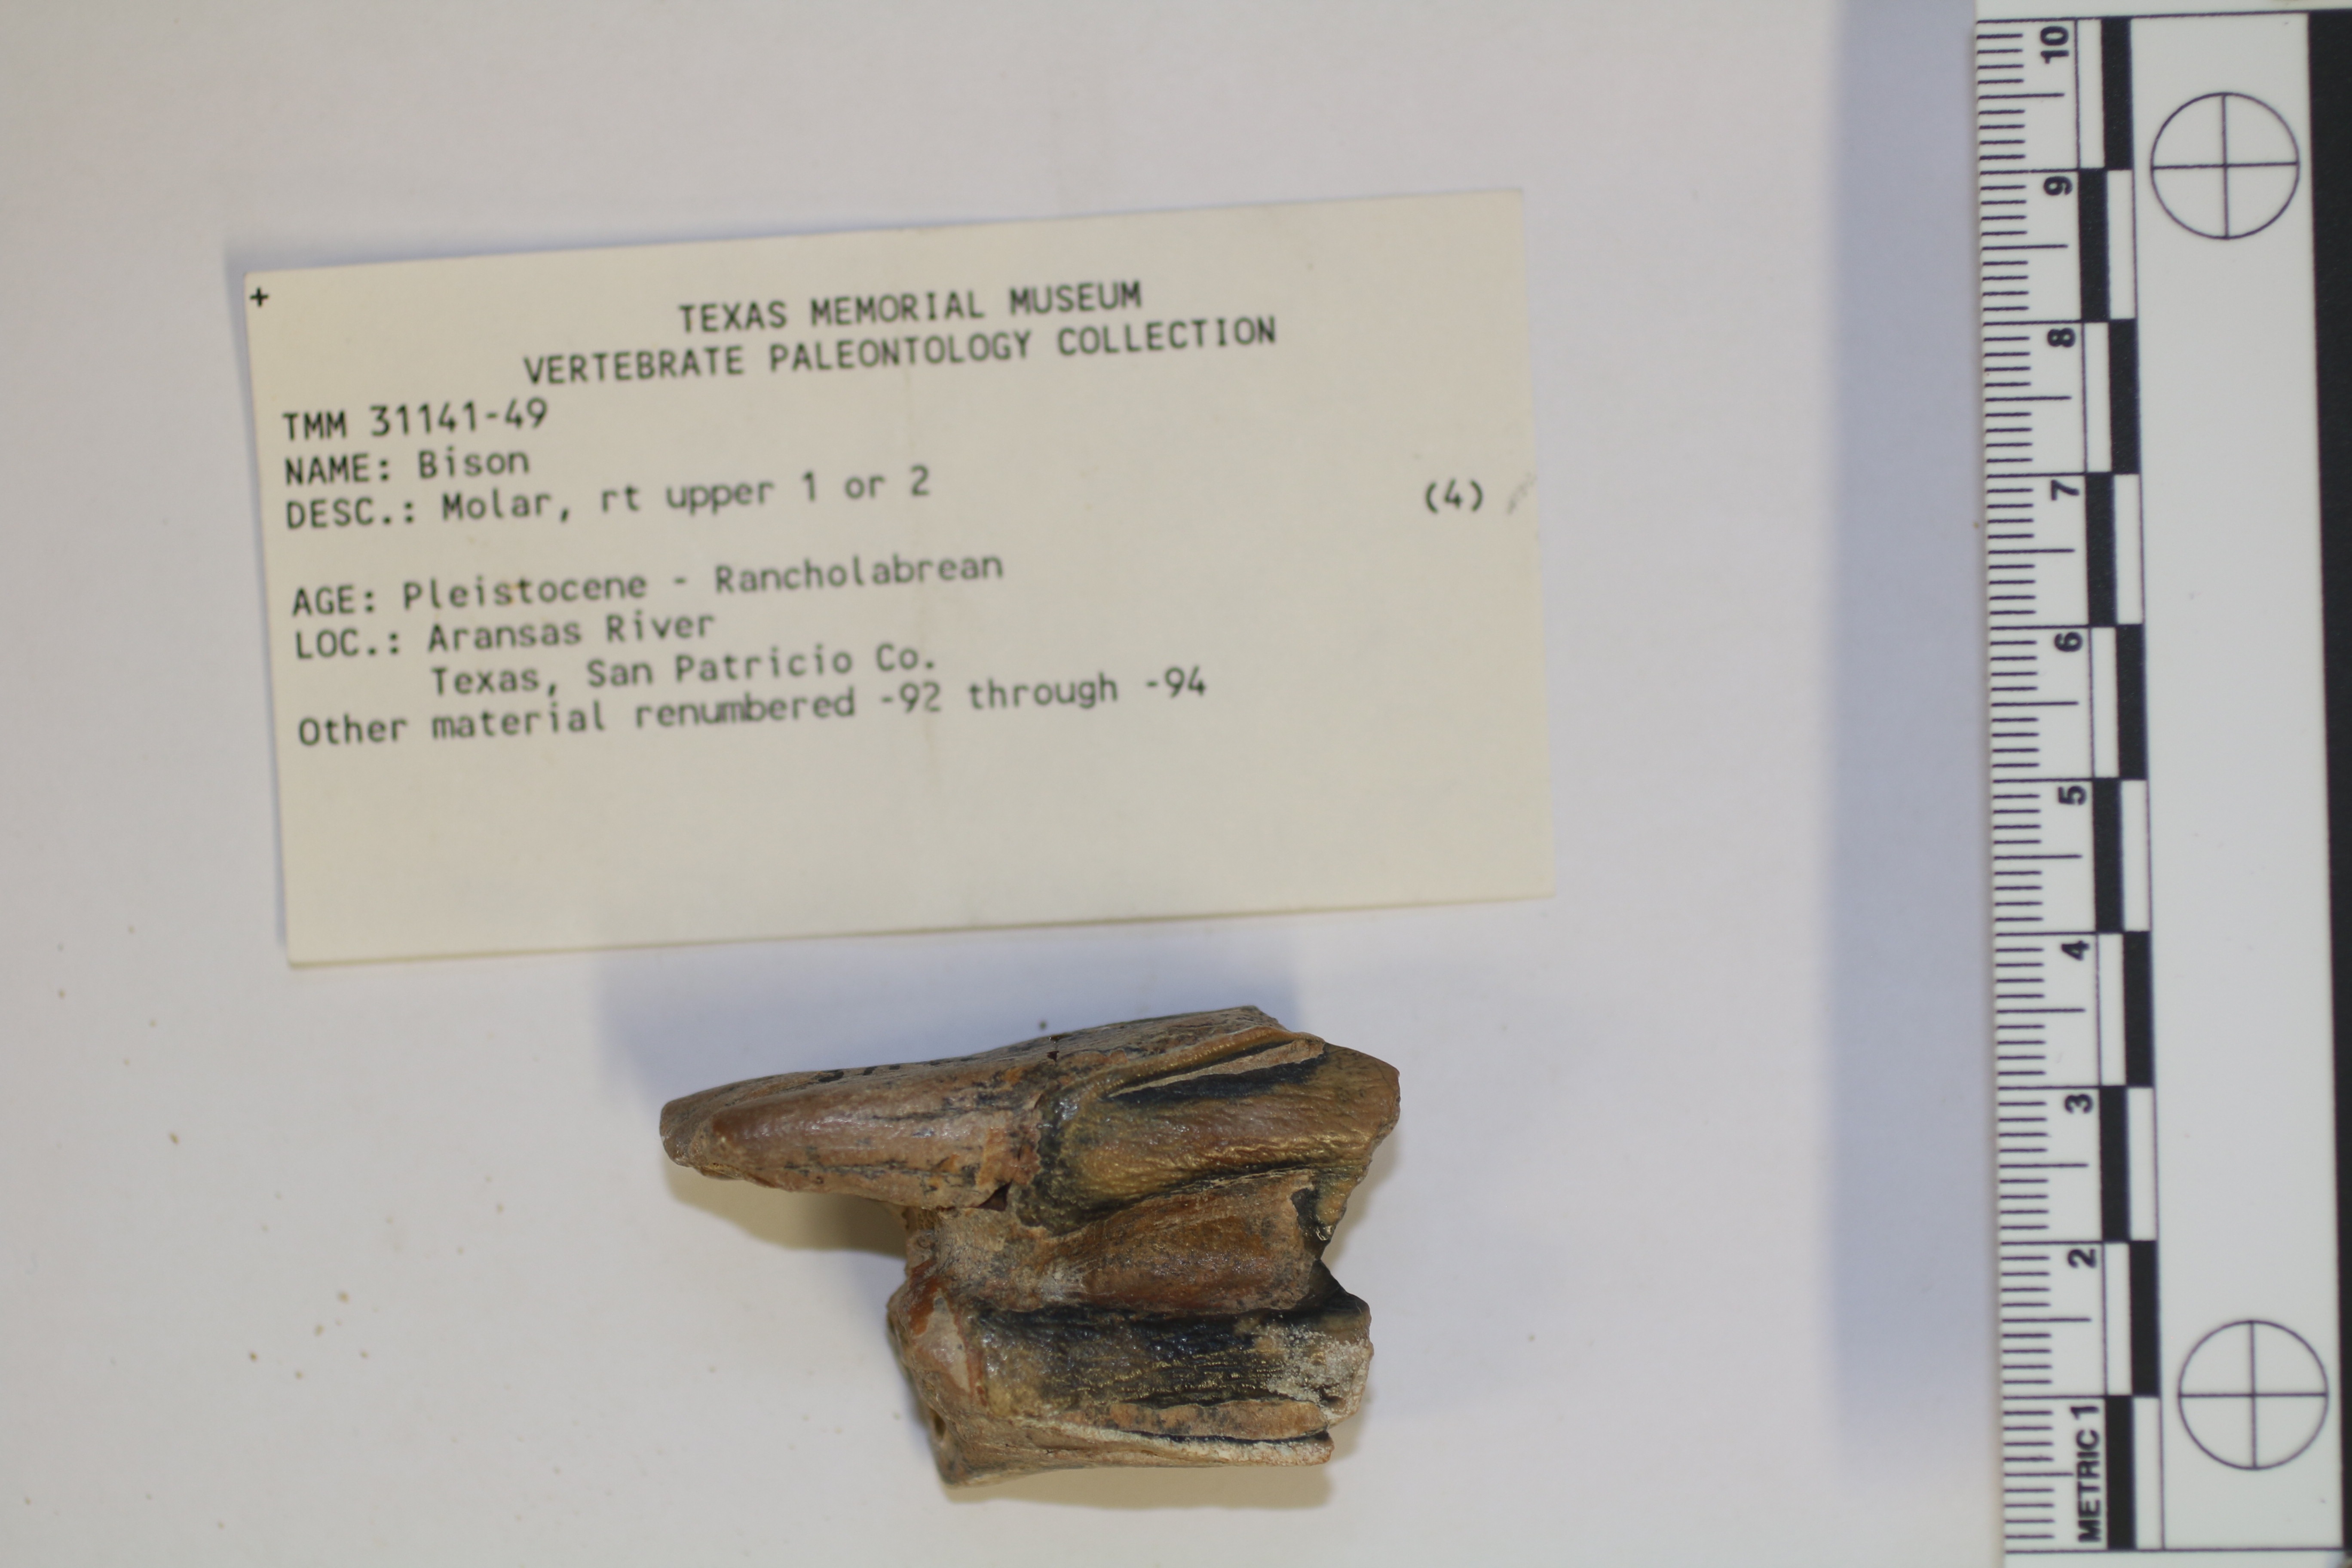 TEXAS MEMORIAL MUSEUM
VERTEBRATE PALEONTOLOGY COLLECTION
TMM 31141-49
NAME: Bison
DESC.: Molar, rt upper 1 or 2 (4)
AGE: Pleistocene - Rancholabrean
LOC.: Aransas River
Texas, San Patricio Co.
Other material renumbered -92 through -94
METRIC 1 2 3 4 5 6 7 8 9 10